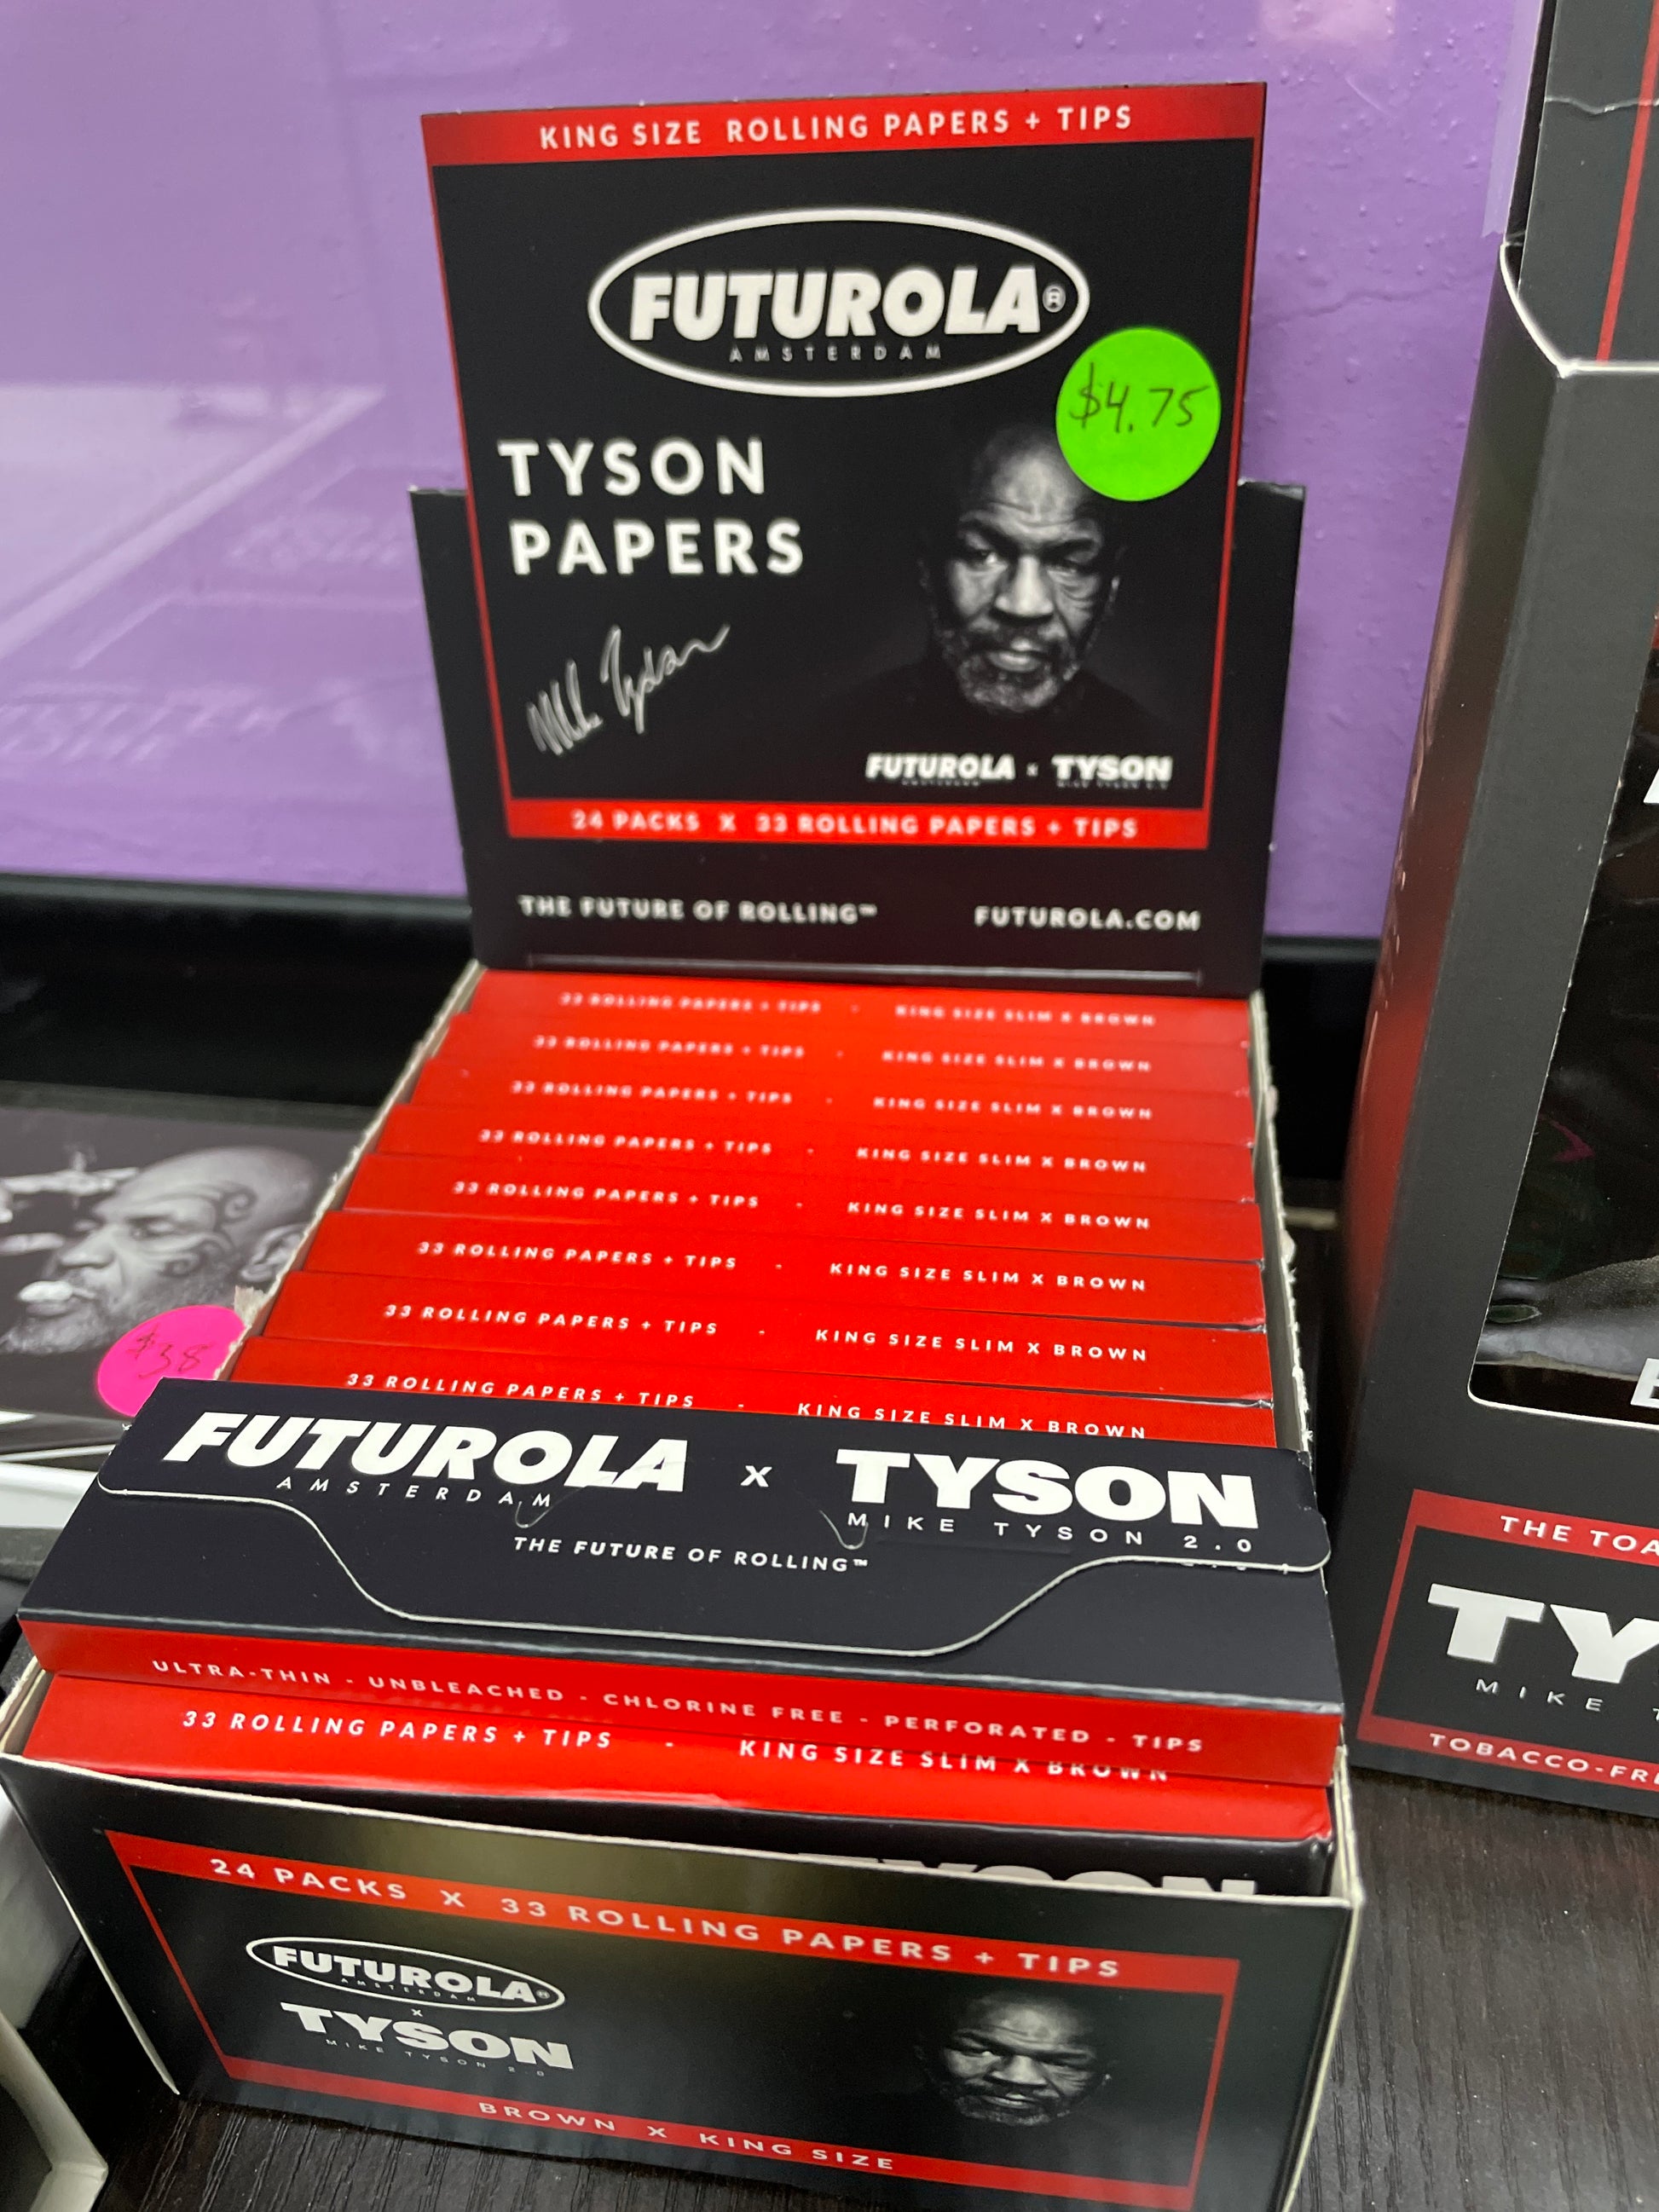 KING SIZE ROLLING PAPERS + TIPS
FUTUROLA®
AMSTERDAM
$4.75
TYSON
PAPERS
Mike Tyson
FUTUROLA x TYSON
24 PACKS X 33 ROLLING PAPERS + TIPS
THE FUTURE OF ROLLING™ FUTUROLA.COM
33 ROLLING PAPERS + TIPS - KING SIZE SLIM X BROWN
33 ROLLING PAPERS + TIPS - KING SIZE SLIM X BROWN
33 ROLLING PAPERS + TIPS - KING SIZE SLIM X BROWN
33 ROLLING PAPERS + TIPS - KING SIZE SLIM X BROWN
33 ROLLING PAPERS + TIPS - KING SIZE SLIM X BROWN
33 ROLLING PAPERS + TIPS - KING SIZE SLIM X BROWN
33 ROLLING PAPERS + TIPS - KING SIZE SLIM X BROWN
33 ROLLING PAPERS + TIPS - KING SIZE SLIM X BROWN
$38
FUTUROLA x TYSON
AMSTERDAM MIKE TYSON 2.0
THE FUTURE OF ROLLING™
ULTRA-THIN - UNBLEACHED - CHLORINE FREE - PERFORATED - TIPS
33 ROLLING PAPERS + TIPS - KING SIZE SLIM X BROWN
TYSON
24 PACKS X 33 ROLLING PAPERS + TIPS
FUTUROLA®
AMSTERDAM
x
TYSON
MIKE TYSON 2.0
BROWN X KING SIZE
THE TOA
TY
MIKE
TOBACCO-FRE